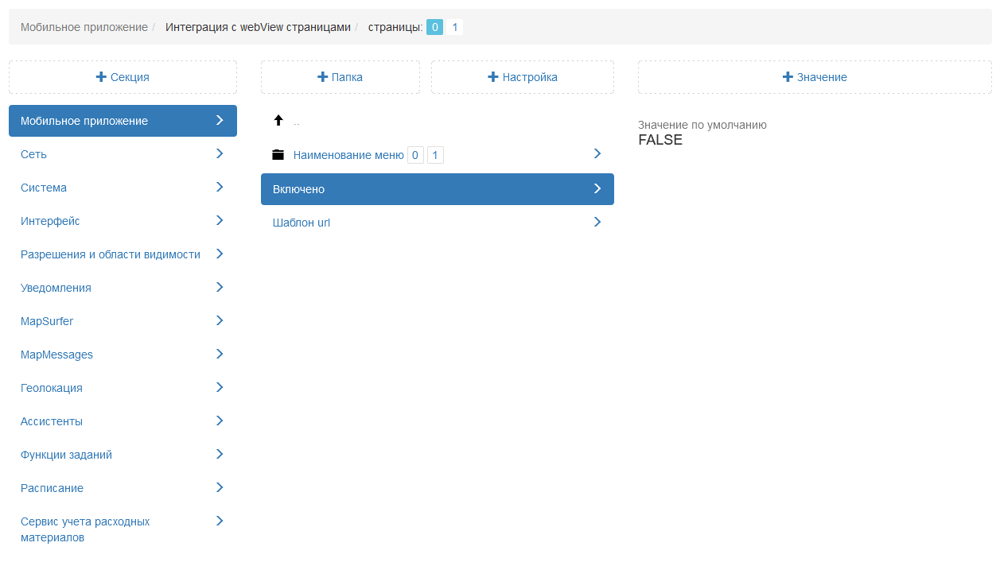 Мобильное приложение / Интеграция с webView страницами / страницы: 0 1
Секция
Папка
Настройка
Значение
Мобильное приложение
Сеть
Система
Интерфейс
Разрешения и области видимости
Уведомления
MapSurfer
MapMessages
Геолокация
Ассистенты
Функции заданий
Расписание
Сервис учета расходных
материалов
..
Наименование меню 0 1
Включено
Шаблон url
Значение по умолчанию
FALSE